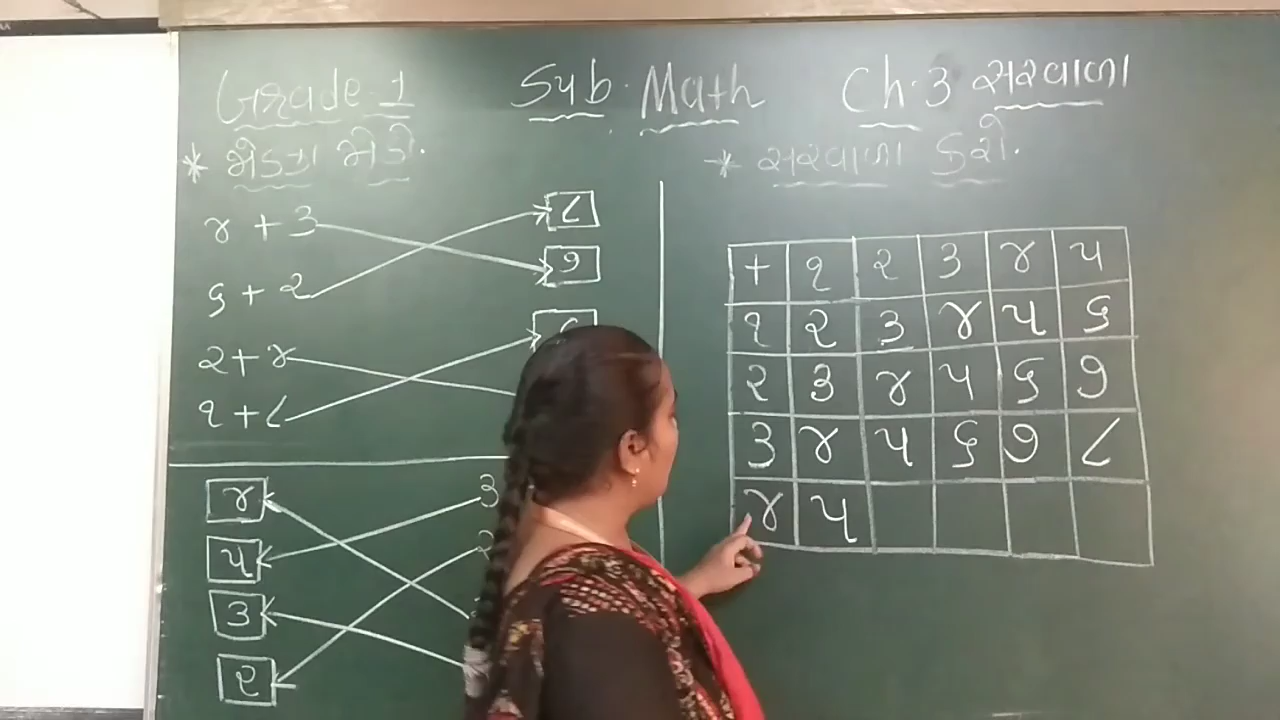 Grade-1 Sub. Math Ch.3 સરવાળા
* જોડકા જોડો.
૪ + ૩
૬ + ૨
૨ + ૪
૧ + ૮
૮
૭
૪
૫
૩
૨
૩
૨
* સરવાળા કરો.
+ ૧ ૨ ૩ ૪ ૫
૧ ૨ ૩ ૪ ૫ ૬
૨ ૩ ૪ ૫ ૬ ૭
૩ ૪ ૫ ૬ ૭ ૮
૪ ૫